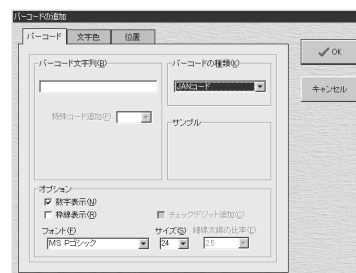 バーコードの追加
バーコード 文字色 位置
OK
キャンセル
バーコード文字列(B)
特殊コード追加(P)
バーコードの種類(K)
JANコード
サンプル
オプション
数字表示(N)
枠線表示(R)
チェックデジット追加(C)
フォント(F)
サイズ(S)
細線太線の比率(E)
MS Pゴシック
24
2.5